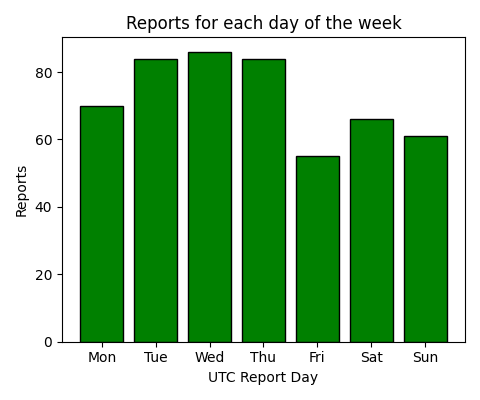 Reports for each day of the week
80
60
40
20
0
Reports
Mon Tue Wed Thu Fri Sat Sun
UTC Report Day